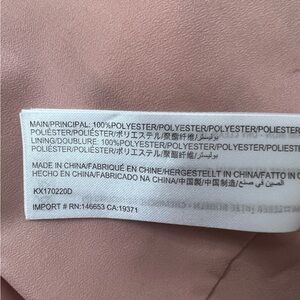 MAIN/PRINCIPAL: 100%POLYESTER/POLYESTER/POLYESTER/POLIESTER
POLIÉSTER/POLIÉSTER/ポリエステル/聚酯纤维/بوليستر/
LINING/DOUBLURE: 100%POLYESTER/POLYESTER/POLYESTER
POLIÉSTER/POLIÉSTER/ポリエステル/聚酯纤维/بوليستر/
MADE IN CHINA/FABRIQUÉ EN CHINE/HERGESTELLT IN CHINA/FATTO IN C
HECHO EN CHINA/FABRICADO NA CHINA/中国製/中国制造/صنع في الصين
KX170220D
IMPORT # RN:146653 CA:19371